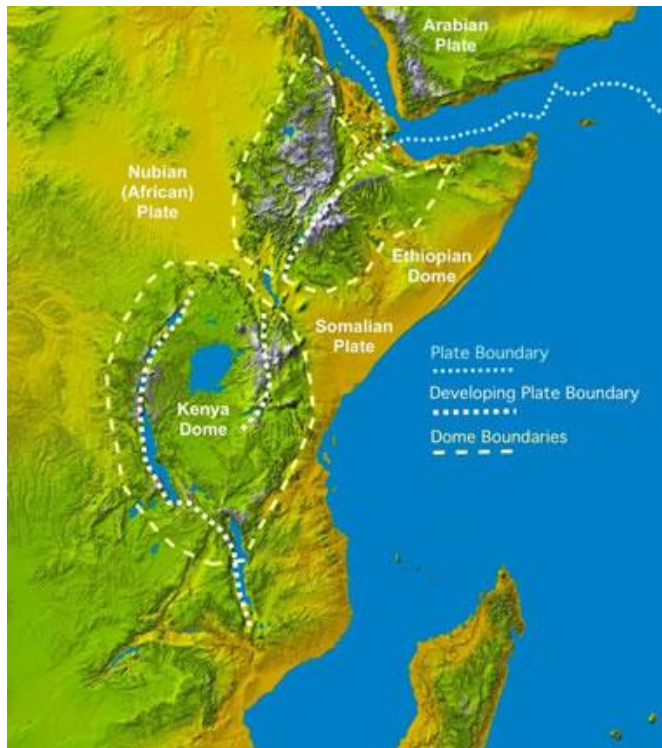 Arabian
Plate
Nubian
(African)
Plate
Ethiopian
Dome
Somalian
Plate
Kenya
Dome
Plate Boundary
Developing Plate Boundary
Dome Boundaries